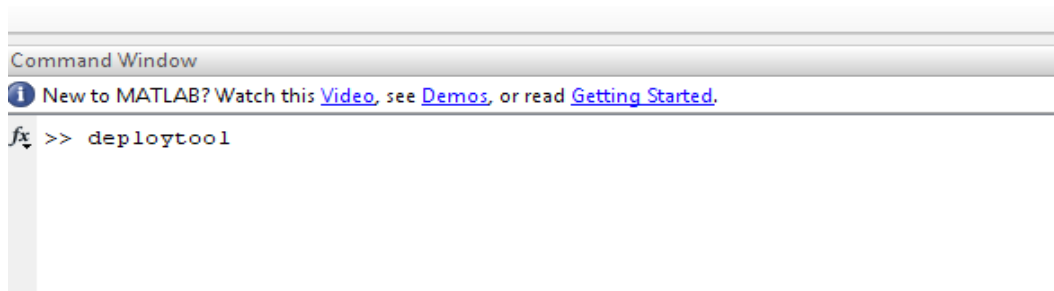 Command Window
New to MATLAB? Watch this Video, see Demos, or read Getting Started.
fx >> deploytool